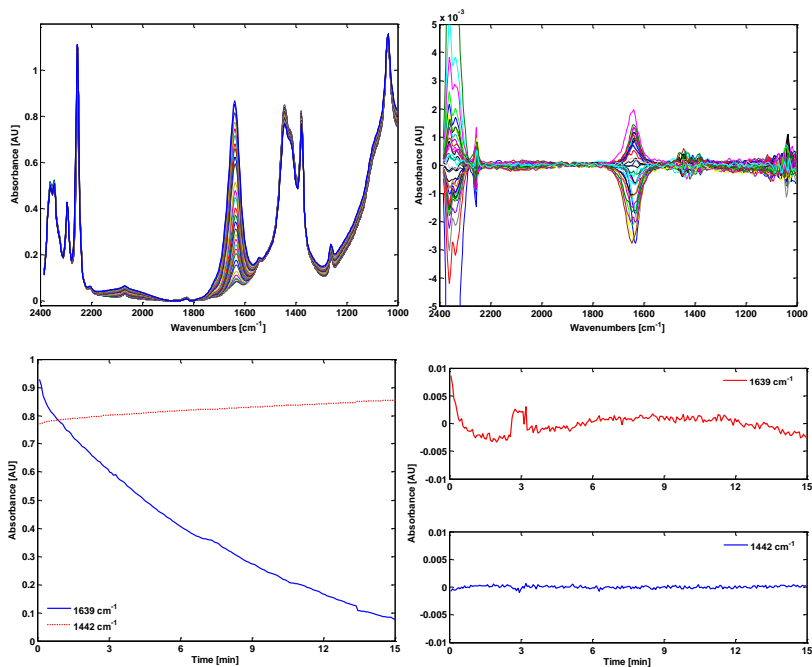 Absorbance [AU]
1
0.8
0.6
0.4
0.2
0
2400 2200 2000 1800 1600 1400 1200 1000
Wavenumbers [cm-1]
x 10-3
Absorbance [AU]
5
4
3
2
1
0
-1
-2
-3
-4
-5
2400 2200 2000 1800 1600 1400 1200 1000
Wavenumbers [cm-1]
Absorbance [AU]
1
0.9
0.8
0.7
0.6
0.5
0.4
0.3
0.2
0.1
0
1639 cm-1
1442 cm-1
0 3 6 9 12 15
Time [min]
Absorbance [AU]
0.01
0.005
0
-0.005
-0.01
1639 cm-1
0 3 6 9 12 15
0.01
0.005
0
-0.005
-0.01
1442 cm-1
0 3 6 9 12 15
Time [min]